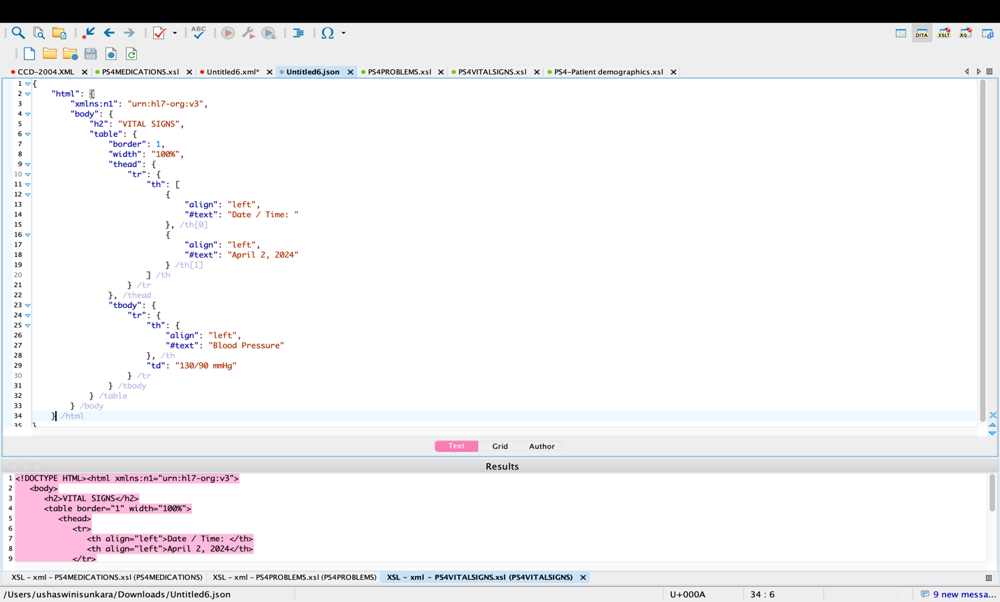 ABC
DITA
XSLT
XQ
CCD-2004.XML
PS4MEDICATIONS.xsl
Untitled6.xml*
Untitled6.json
PS4PROBLEMS.xsl
PS4VITALSIGNS.xsl
PS4-Patient demographics.xsl
1 {
2 "html": {
3 "xmlns:n1": "urn:hl7-org:v3",
4 "body": {
5 "h2": "VITAL SIGNS",
6 "table": {
7 "border": 1,
8 "width": "100%",
9 "thead": {
10 "tr": {
11 "th": [
12 {
13 "align": "left",
14 "#text": "Date / Time: "
15 }, /th[0]
16 {
17 "align": "left",
18 "#text": "April 2, 2024"
19 } /th[1]
20 ] /th
21 } /tr
22 }, /thead
23 "tbody": {
24 "tr": {
25 "th": {
26 "align": "left",
27 "#text": "Blood Pressure"
28 }, /th
29 "td": "130/90 mmHg"
30 } /tr
31 } /tbody
32 } /table
33 } /body
34 } /html
35 }
Text Grid Author
Results
1 <!DOCTYPE HTML><html xmlns:n1="urn:hl7-org:v3">
2 <body>
3 <h2>VITAL SIGNS</h2>
4 <table border="1" width="100%">
5 <thead>
6 <tr>
7 <th align="left">Date / Time: </th>
8 <th align="left">April 2, 2024</th>
9 </tr>
XSL - xml - PS4MEDICATIONS.xsl (PS4MEDICATIONS)
XSL - xml - PS4PROBLEMS.xsl (PS4PROBLEMS)
XSL - xml - PS4VITALSIGNS.xsl (PS4VITALSIGNS)
/Users/ushaswinisunkara/Downloads/Untitled6.json
U+000A
34 : 6
9 new messa...